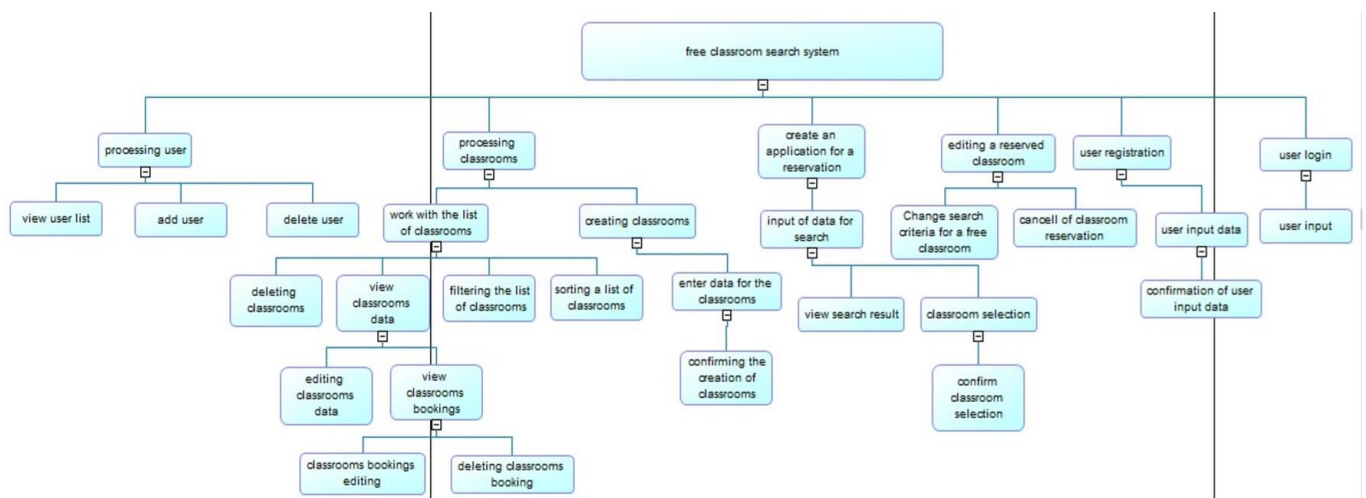 free classroom search system
processing user
processing
classrooms
create an
application for a
reservation
editing a reserved
classroom
user registration
user login
view user list
add user
delete user
work with the list
of classrooms
creating classrooms
input of data for
search
Change search
criteria for a free
classroom
cancell of classroom
reservation
user input data
user input
deleting
classrooms
view
classrooms
data
filtering the list
of classrooms
sorting a list of
classrooms
enter data for the
classrooms
view search result
classroom selection
confirmation of user
input data
editing
classrooms
data
view
classrooms
bookings
confirming the
creation of
classrooms
confirm
classroom
selection
classrooms bookings
editing
deleting classrooms
booking